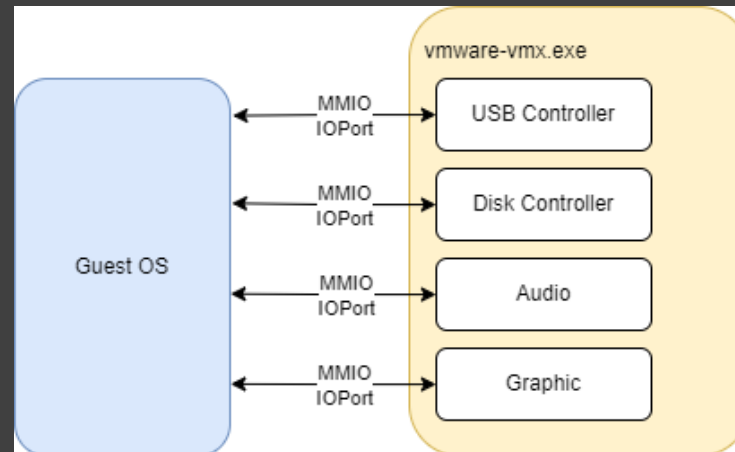 vmware-vmx.exe
MMIO
IOPort
USB Controller
MMIO
IOPort
Disk Controller
Guest OS
MMIO
IOPort
Audio
MMIO
IOPort
Graphic